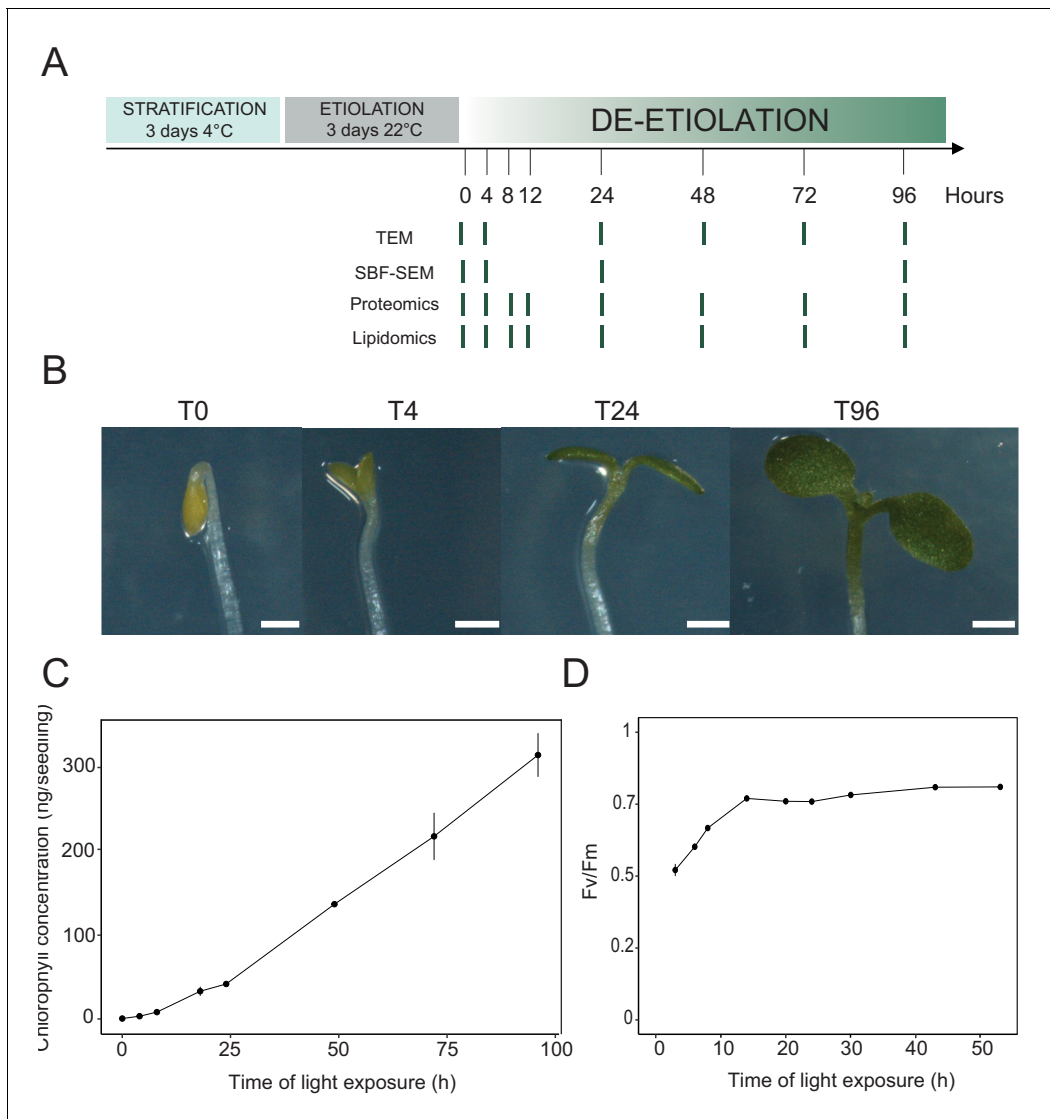 A
STRATIFICATION
3 days 4°C
ETIOLATION
3 days 22°C
DE-ETIOLATION
0 4 8 12 24 48 72 96 Hours
TEM
SBF-SEM
Proteomics
Lipidomics
B
T0 T4 T24 T96
C
Chlorophyll concentration (ng/seedling)
300
200
100
0
0 25 50 75 100
Time of light exposure (h)
D
Fv/Fm
1
0.7
0.5
0.2
0
0 10 20 30 40 50
Time of light exposure (h)